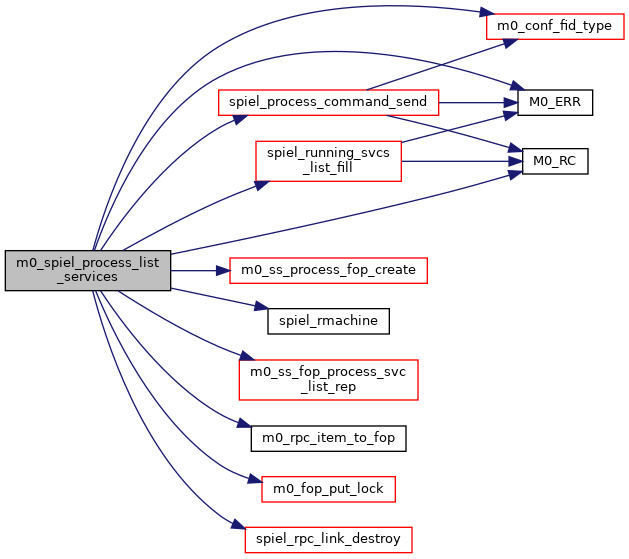 m0_conf_fid_type
spiel_process_command_send
M0_ERR
spiel_running_svcs
_list_fill
M0_RC
m0_spiel_process_list
_services
m0_ss_process_fop_create
spiel_rmachine
m0_ss_fop_process_svc
_list_rep
m0_rpc_item_to_fop
m0_fop_put_lock
spiel_rpc_link_destroy